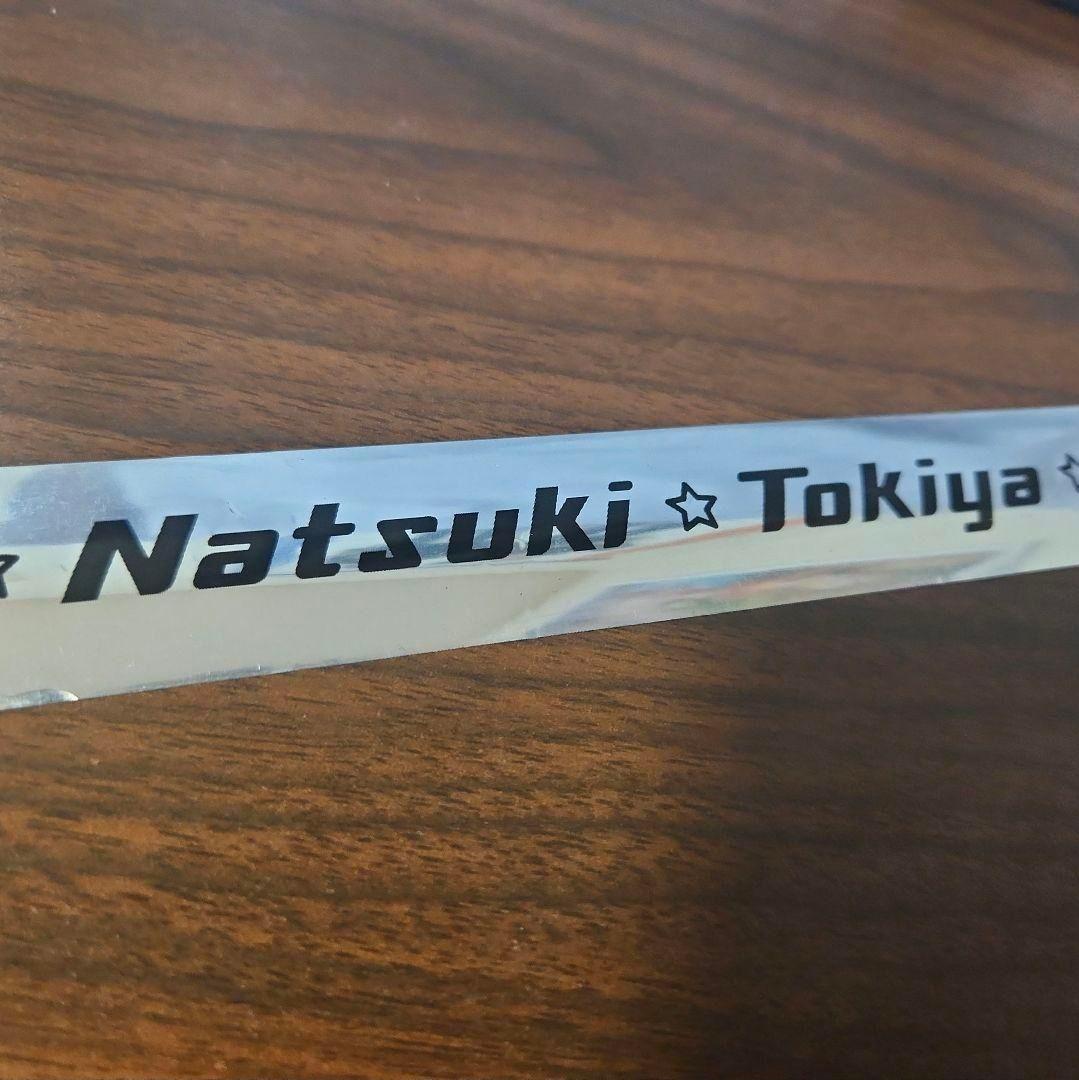 ☆ Natsuki ☆ Tokiya ☆